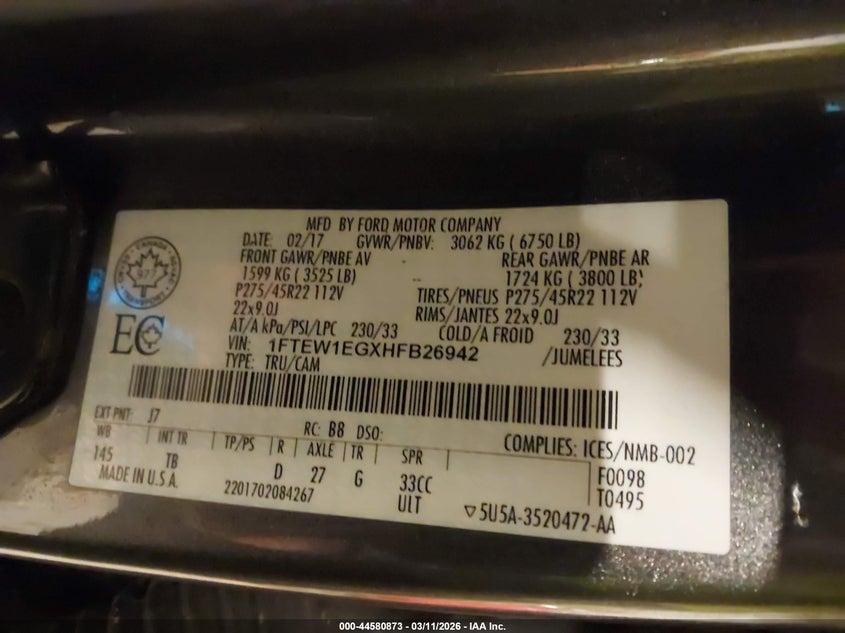 MFD BY FORD MOTOR COMPANY
DATE: 02/17 GVWR/PNBV: 3062 KG ( 6750 LB)
FRONT GAWR/PNBE AV REAR GAWR/PNBE AR
1599 KG ( 3525 LB) 1724 KG ( 3800 LB)
P275/45R22 112V TIRES/PNEUS P275/45R22 112V
22x9.0J RIMS/JANTES 22x9.0J
AT/A kPa/PSI/LPC 230/33 COLD/A FROID 230/33
VIN: 1FTEW1EGXHFB26942 /JUMELEES
TYPE: TRU/CAM
CANADA
977
EC
EXT PNT: J7
RC: B8 DSO:
COMPLIES: ICES/NMB-002
WB INT TR TP/PS R AXLE TR SPR
145 TB D 27 G 33CC F0098
MADE IN U.S.A. 2201702084267 ULT T0495
5U5A-3520472-AA
000-44580873 - 03/11/2026 - IAA Inc.